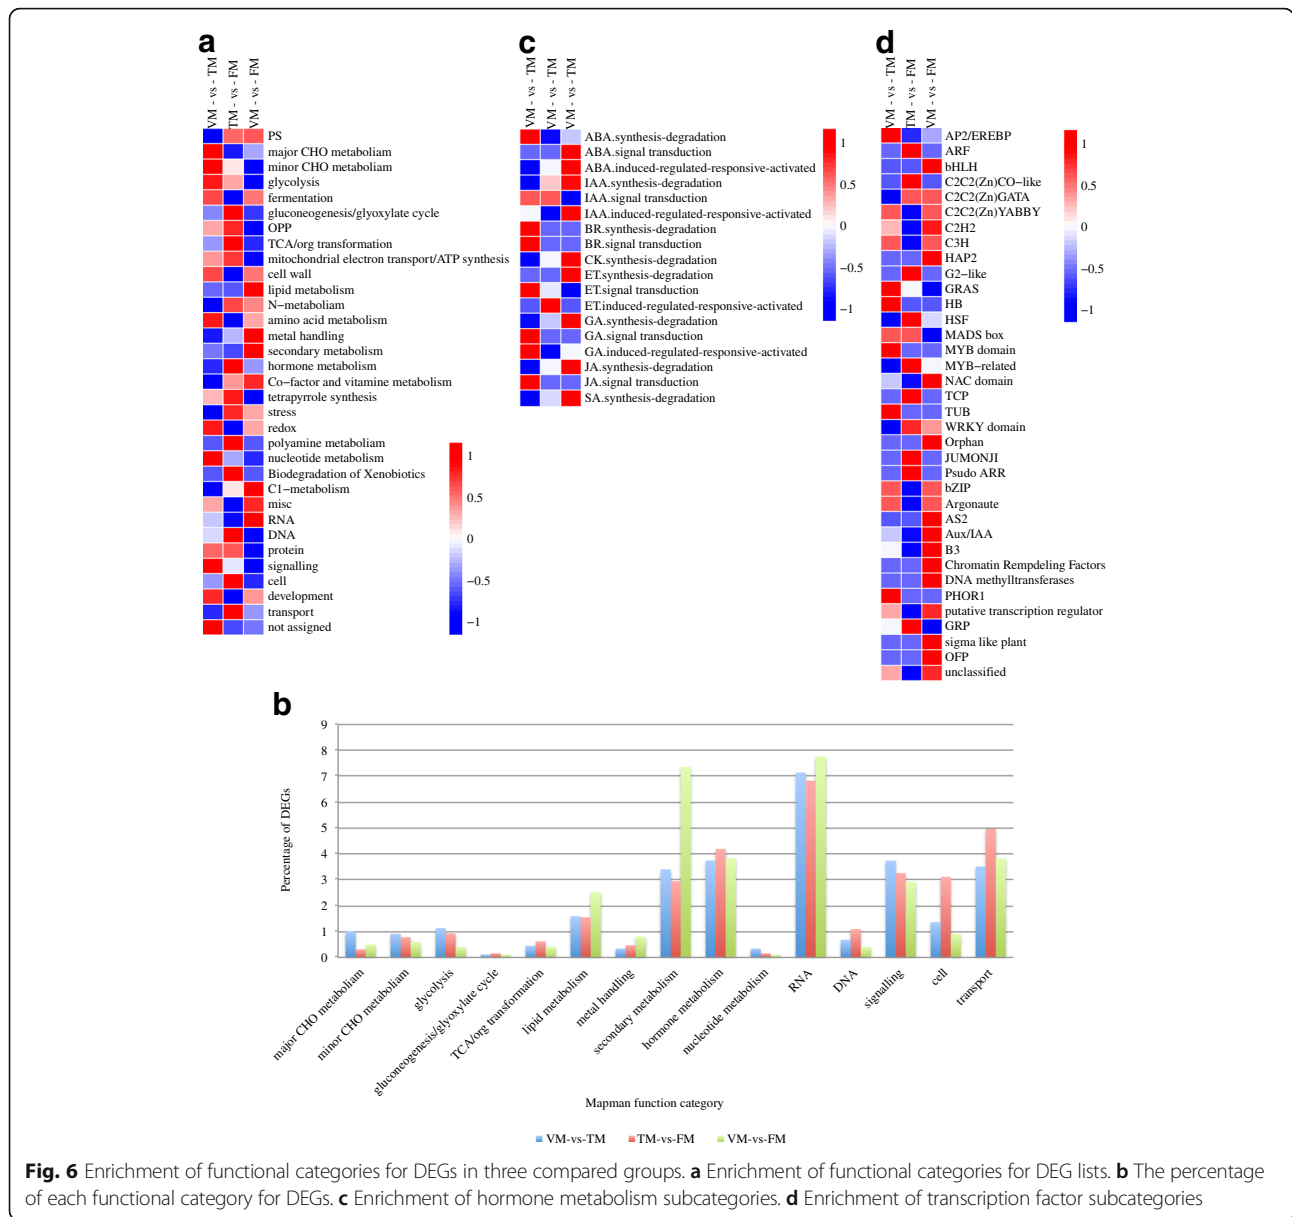 a
VM - vs - TM
TM - vs - FM
VM - vs - FM
PS
major CHO metaboliam
minor CHO metaboliam
glycolysis
fermentation
gluconeogenesis/glyoxylate cycle
OPP
TCA/org transformation
mitochondrial electron transport/ATP synthesis
cell wall
lipid metabolism
N−metaboliam
amino acid metabolism
metal handling
secondary metabolism
hormone metabolism
Co−factor and vitamine metabolism
tetrapyrrole synthesis
stress
redox
polyamine metaboliam
nucleotide metabolism
Biodegradation of Xenobiotics
C1−metabolism
misc
RNA
DNA
protein
signalling
cell
development
transport
not assigned
1
0.5
0
−0.5
−1
c
VM - vs - TM
VM - vs - TM
VM - vs - TM
ABA.synthesis-degradation
ABA.signal transduction
ABA.induced-regulated-responsive-activated
IAA.synthesis-degradation
IAA.signal transduction
IAA.induced-regulated-responsive-activated
BR.synthesis-degradation
BR.signal transduction
CK.synthesis-degradation
ET.synthesis-degradation
ET.signal transduction
ET.induced-regulated-responsive-activated
GA.synthesis-degradation
GA.signal transduction
GA.induced-regulated-responsive-activated
JA.synthesis-degradation
JA.signal transduction
SA.synthesis-degradation
1
0.5
0
−0.5
−1
d
VM - vs - TM
TM - vs - FM
VM - vs - FM
AP2/EREBP
ARF
bHLH
C2C2(Zn)CO−like
C2C2(Zn)GATA
C2C2(Zn)YABBY
C2H2
C3H
HAP2
G2−like
GRAS
HB
HSF
MADS box
MYB domain
MYB−related
NAC domain
TCP
TUB
WRKY domain
Orphan
JUMONJI
Psudo ARR
bZIP
Argonaute
AS2
Aux/IAA
B3
Chromatin Rempdeling Factors
DNA methylltransferases
PHOR1
putative transcription regulator
GRP
sigma like plant
OFP
unclassified
1
0.5
0
−0.5
−1
b
Percentage of DEGs
9
8
7
6
5
4
3
2
1
0
major CHO metaboliam
minor CHO metaboliam
glycolysis
gluconeogenesis/glyoxylate cycle
TCA/org transformation
lipid metabolism
metal handling
secondary metabolism
hormone metabolism
nucleotide metabolism
RNA
DNA
signalling
cell
transport
Mapman function category
VM-vs-TM TM-vs-FM VM-vs-FM
Fig. 6 Enrichment of functional categories for DEGs in three compared groups. a Enrichment of functional categories for DEG lists. b The percentage
of each functional category for DEGs. c Enrichment of hormone metabolism subcategories. d Enrichment of transcription factor subcategories